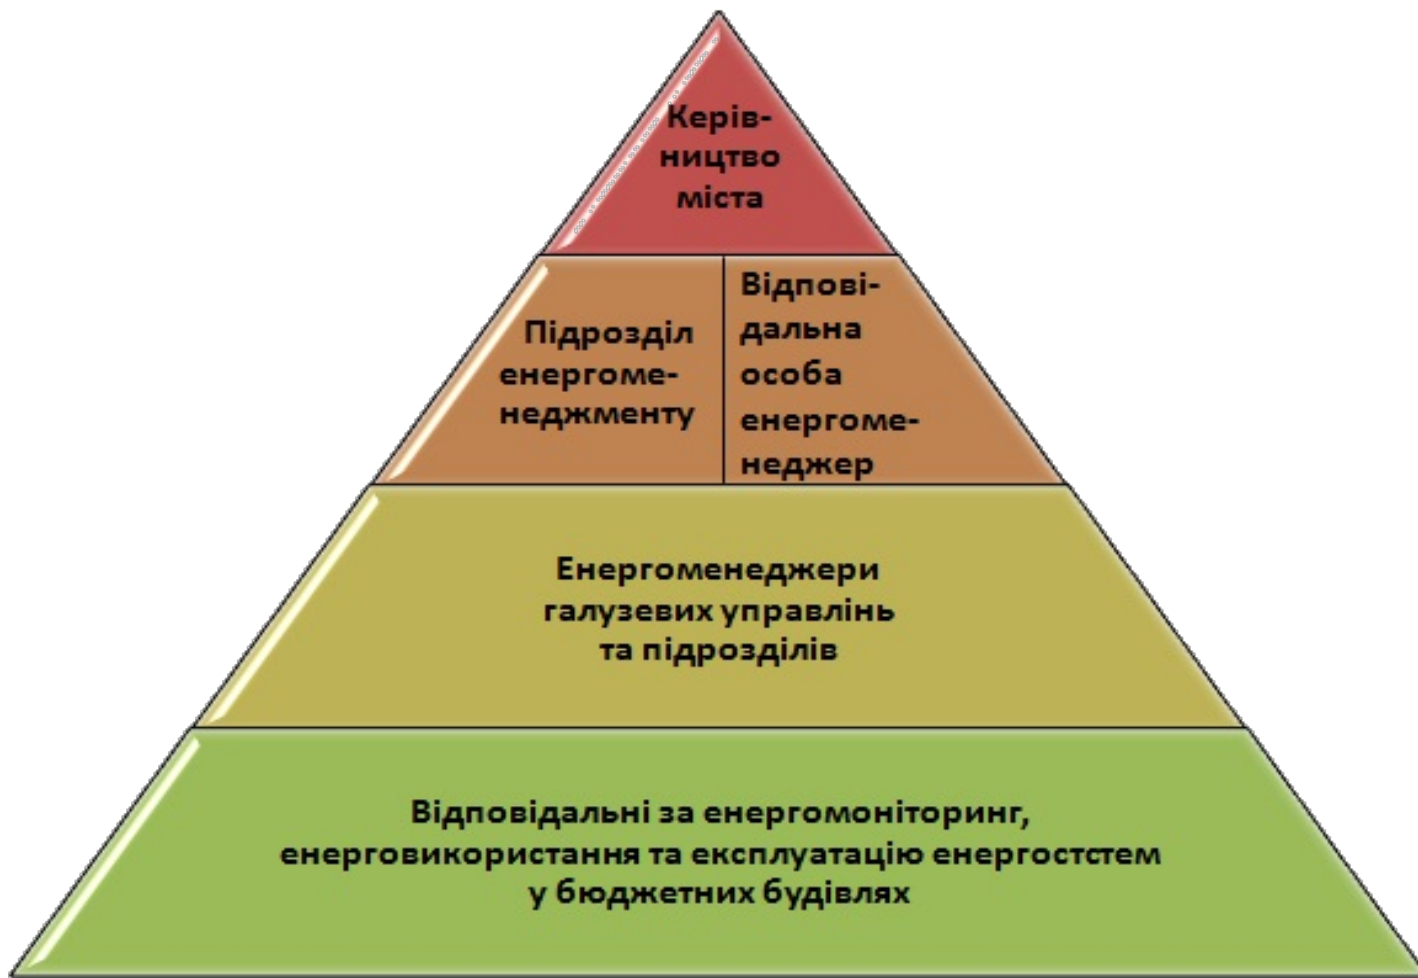 Керів-
ництво
міста
Підрозділ
енергоме-
неджменту
Відпові-
дальна
особа
енергоме-
неджер
Енергоменеджери
галузевих управлінь
та підрозділів
Відповідальні за енергомоніторинг,
енерговикористання та експлуатацію енергостстем
у бюджетних будівлях